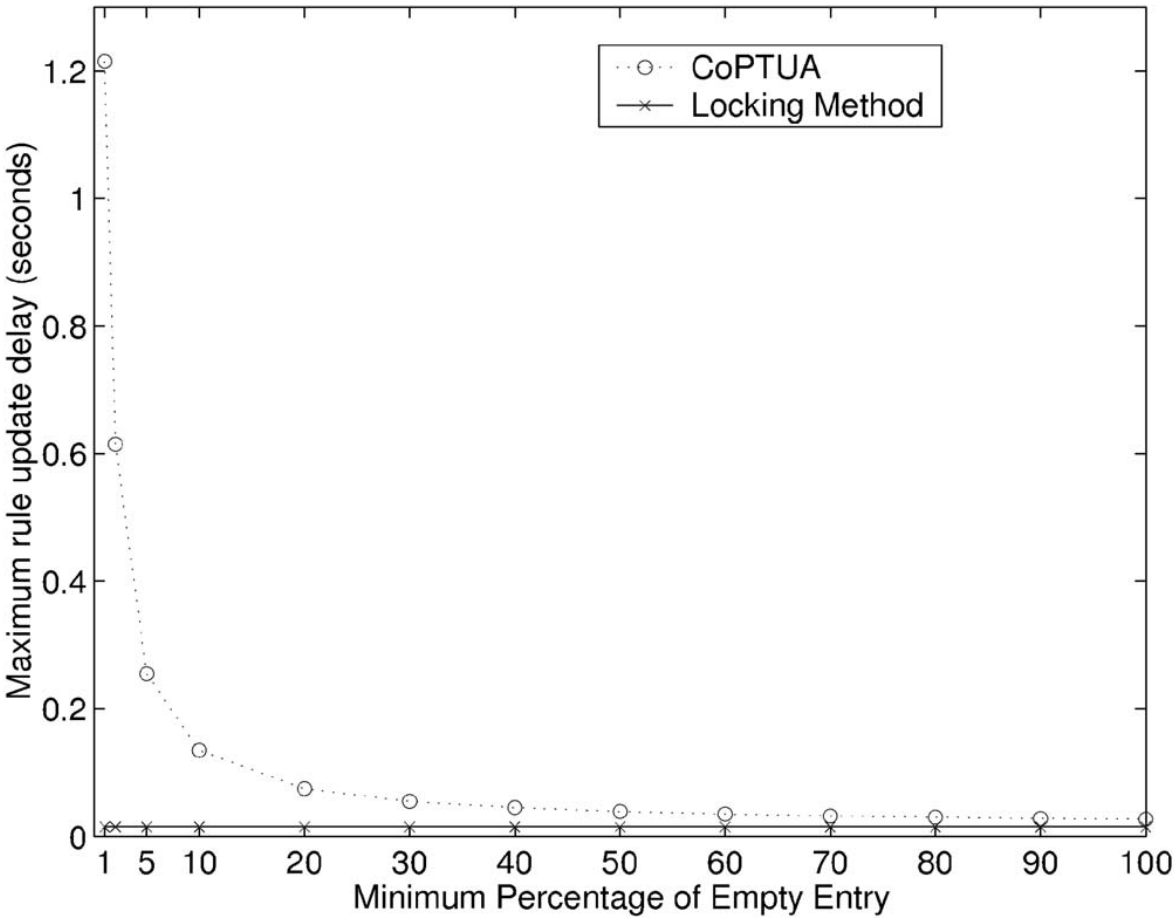 CoPTUA
Locking Method
Maximum rule update delay (seconds)
1.2
1
0.8
0.6
0.4
0.2
0
1 5 10 20 30 40 50 60 70 80 90 100
Minimum Percentage of Empty Entry